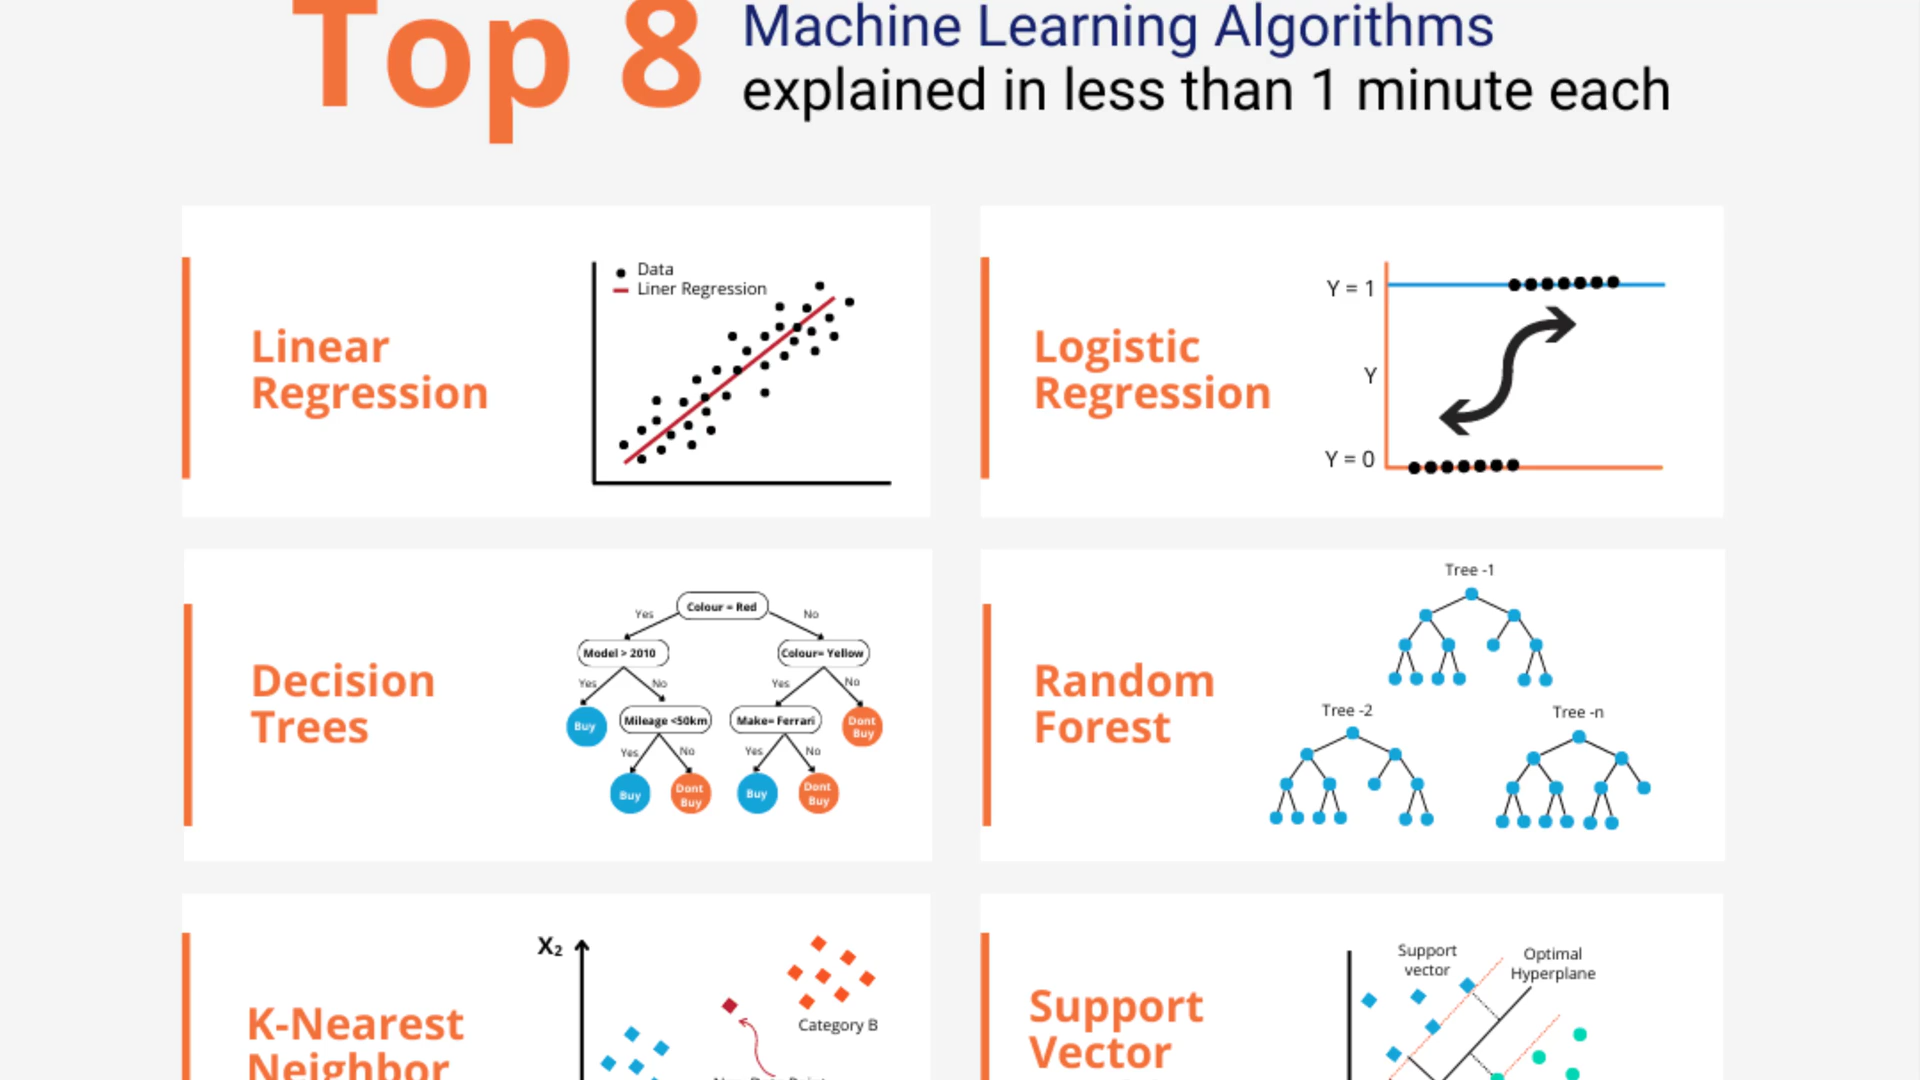 Top 8
Machine Learning Algorithms
explained in less than 1 minute each
Linear
Regression
Data
Liner Regression
Logistic
Regression
Y = 1
Y
Y = 0
Decision
Trees
Colour = Red
Yes
No
Model > 2010
Colour= Yellow
Yes
No
Yes
No
Buy
Mileage <50km
Make= Ferrari
Dont
Buy
Yes
No
Yes
No
Buy
Dont
Buy
Buy
Dont
Buy
Random
Forest
Tree -1
Tree -2
Tree -n
K-Nearest
Neighbor
X₂
Category B
Support
Vector
Support
vector
Optimal
Hyperplane